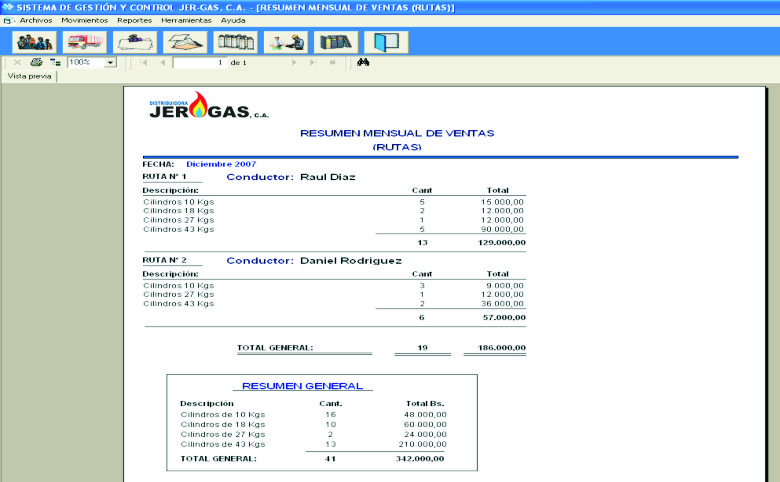 SISTEMA DE GESTIÓN Y CONTROL JER-GAS, C.A. - [RESUMEN MENSUAL DE VENTAS (RUTAS)]
Archivos Movimientos Reportes Herramientas Ayuda
100% 1 de 1
Vista previa
DISTRIBUIDORA
JER GAS, C.A.
RESUMEN MENSUAL DE VENTAS
(RUTAS)
FECHA: Diciembre 2007
RUTA N° 1 Conductor: Raul Diaz
Descripción: Cant Total
Cilindros 10 Kgs 5 15.000,00
Cilindros 18 Kgs 2 12.000,00
Cilindros 27 Kgs 1 12.000,00
Cilindros 43 Kgs 5 90.000,00
13 129.000,00
RUTA N° 2 Conductor: Daniel Rodriguez
Descripción: Cant Total
Cilindros 10 Kgs 3 9.000,00
Cilindros 27 Kgs 1 12.000,00
Cilindros 43 Kgs 2 36.000,00
6 57.000,00
TOTAL GENERAL: 19 186.000,00
RESUMEN GENERAL
Descripción Cant. Total Bs.
Cilindros de 10 Kgs 16 48.000,00
Cilindros de 18 Kgs 10 60.000,00
Cilindros de 27 Kgs 2 24.000,00
Cilindros de 43 Kgs 13 210.000,00
TOTAL GENERAL: 41 342.000,00